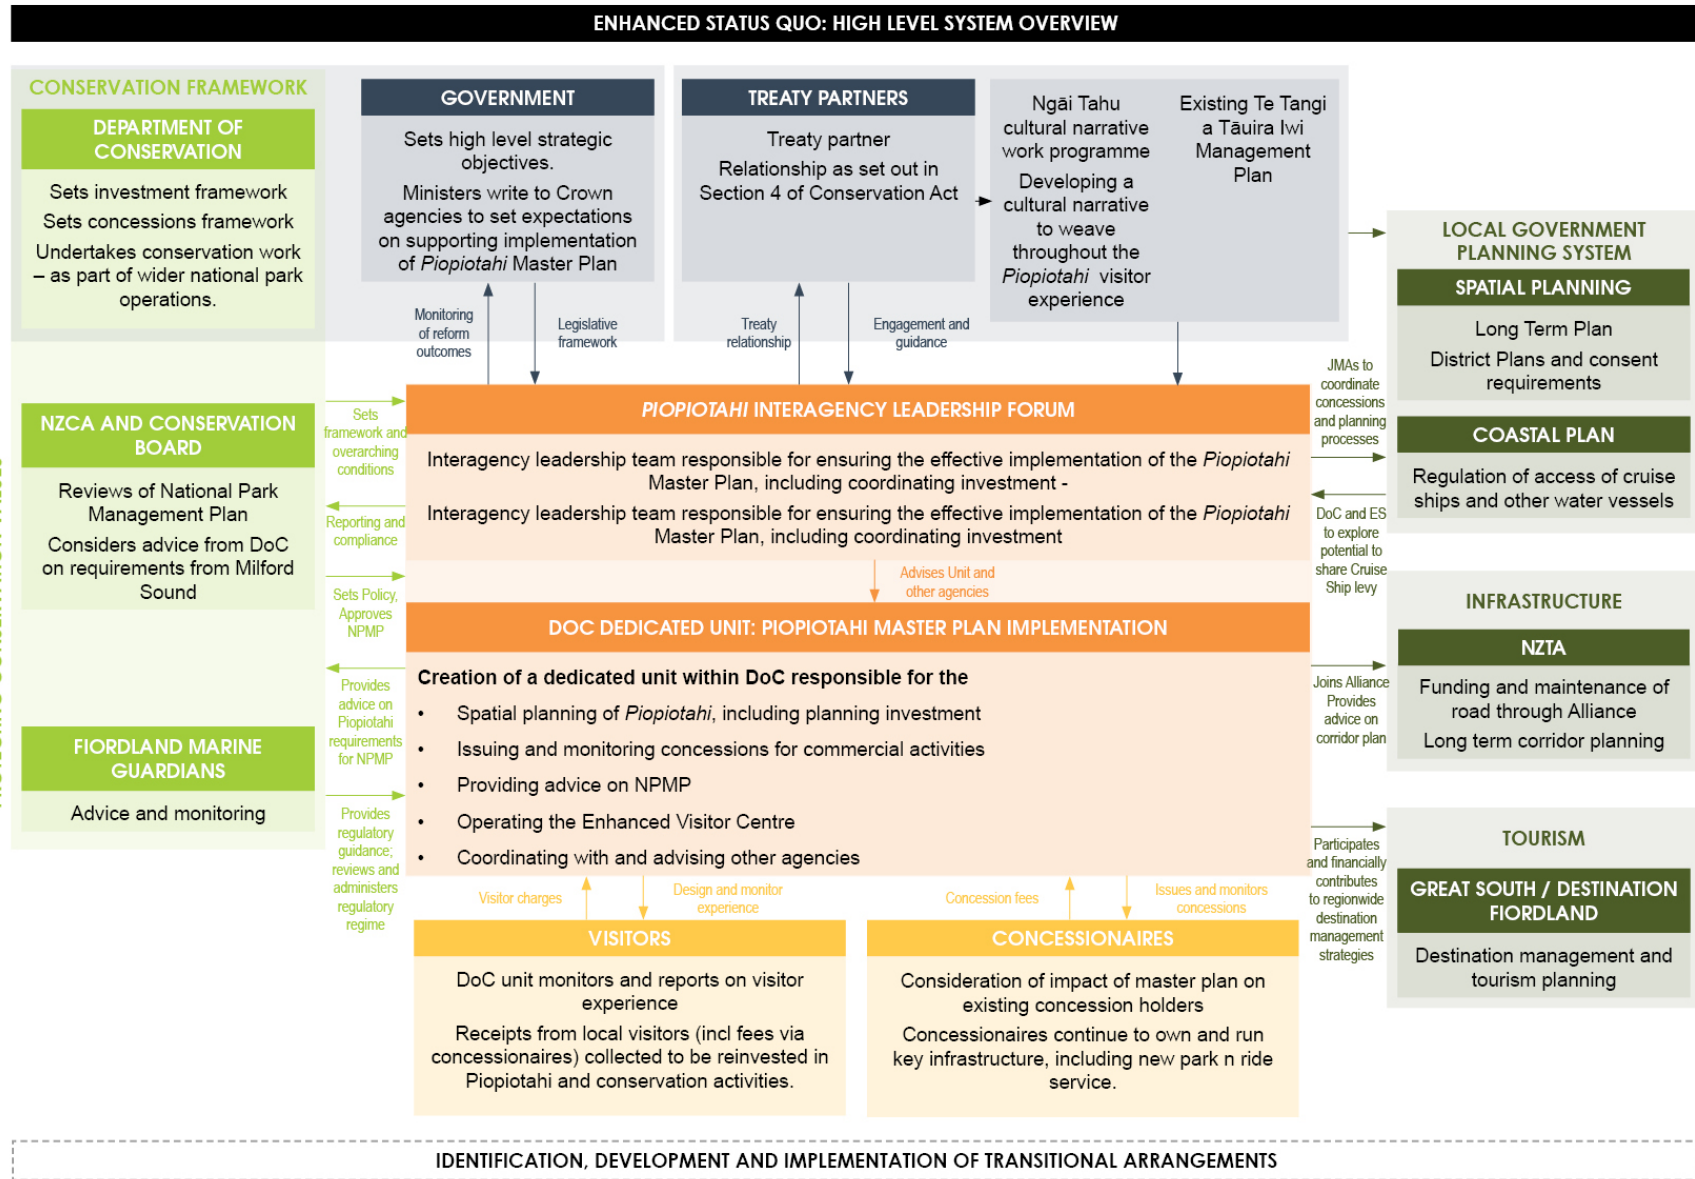 ENHANCED STATUS QUO: HIGH LEVEL SYSTEM OVERVIEW
CONSERVATION FRAMEWORK
DEPARTMENT OF
CONSERVATION
Sets investment framework
Sets concessions framework
Undertakes conservation work
– as part of wider national park
operations.
NZCA AND CONSERVATION
BOARD
Reviews of National Park
Management Plan
Considers advice from DoC
on requirements from Milford
Sound
FIORDLAND MARINE
GUARDIANS
Advice and monitoring
GOVERNMENT
Sets high level strategic
objectives.
Ministers write to Crown
agencies to set expectations
on supporting implementation
of Piopiotahi Master Plan
TREATY PARTNERS
Treaty partner
Relationship as set out in
Section 4 of Conservation Act
Ngāi Tahu
cultural narrative
work programme
Developing a
cultural narrative
to weave
throughout the
Piopiotahi visitor
experience
Existing Te Tangi
a Tāuira Iwi
Management
Plan
Monitoring
of reform
outcomes
Legislative
framework
Treaty
relationship
Engagement and
guidance
Sets
framework and
overarching
conditions
Reporting and
compliance
Sets Policy,
Approves
NPMP
Provides
advice on
Piopiotahi
requirements
for NPMP
Provides
regulatory
guidance;
reviews and
administers
regulatory
regime
PIOPIOTAHI INTERAGENCY LEADERSHIP FORUM
Interagency leadership team responsible for ensuring the effective implementation of the Piopiotahi
Master Plan, including coordinating investment -
Interagency leadership team responsible for ensuring the effective implementation of the Piopiotahi
Master Plan, including coordinating investment
Advises Unit and
other agencies
DOC DEDICATED UNIT: PIOPIOTAHI MASTER PLAN IMPLEMENTATION
Creation of a dedicated unit within DoC responsible for the
• Spatial planning of Piopiotahi, including planning investment
• Issuing and monitoring concessions for commercial activities
• Providing advice on NPMP
• Operating the Enhanced Visitor Centre
• Coordinating with and advising other agencies
Visitor charges
Design and monitor
experience
Concession fees
Issues and monitors
concessions
VISITORS
DoC unit monitors and reports on visitor
experience
Receipts from local visitors (incl fees via
concessionaires) collected to be reinvested in
Piopiotahi and conservation activities.
CONCESSIONAIRES
Consideration of impact of master plan on
existing concession holders
Concessionaires continue to own and run
key infrastructure, including new park n ride
service.
JMAs to
coordinate
concessions
and planning
processes
DoC and ES
to explore
potential to
share Cruise
Ship levy
Joins Alliance
Provides
advice on
corridor plan
Participates
and financially
contributes
to regionwide
destination
management
strategies
LOCAL GOVERNMENT
PLANNING SYSTEM
SPATIAL PLANNING
Long Term Plan
District Plans and consent
requirements
COASTAL PLAN
Regulation of access of cruise
ships and other water vessels
INFRASTRUCTURE
NZTA
Funding and maintenance of
road through Alliance
Long term corridor planning
TOURISM
GREAT SOUTH / DESTINATION
FIORDLAND
Destination management and
tourism planning
IDENTIFICATION, DEVELOPMENT AND IMPLEMENTATION OF TRANSITIONAL ARRANGEMENTS